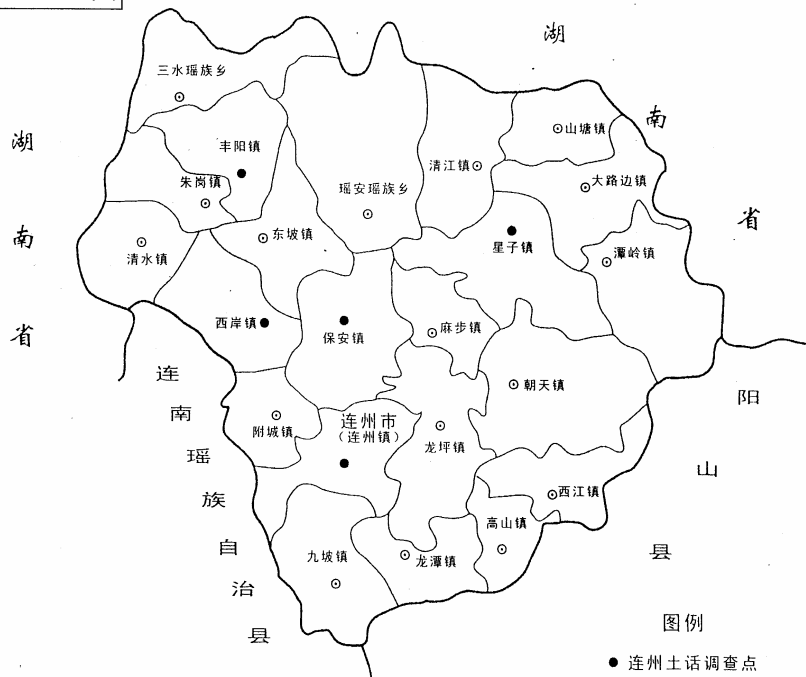 湖
南
省
湖
南
省
三水瑶族乡
丰阳镇
朱岗镇
清水镇
东坡镇
瑶安瑶族乡
清江镇
山塘镇
大路边镇
星子镇
潭岭镇
西岸镇
保安镇
麻步镇
朝天镇
附城镇
连州市
（连州镇）
龙坪镇
西江镇
高山镇
九坡镇
龙潭镇
连
南
瑶
族
自
治
县
阳
山
县
图例
连州土话调查点